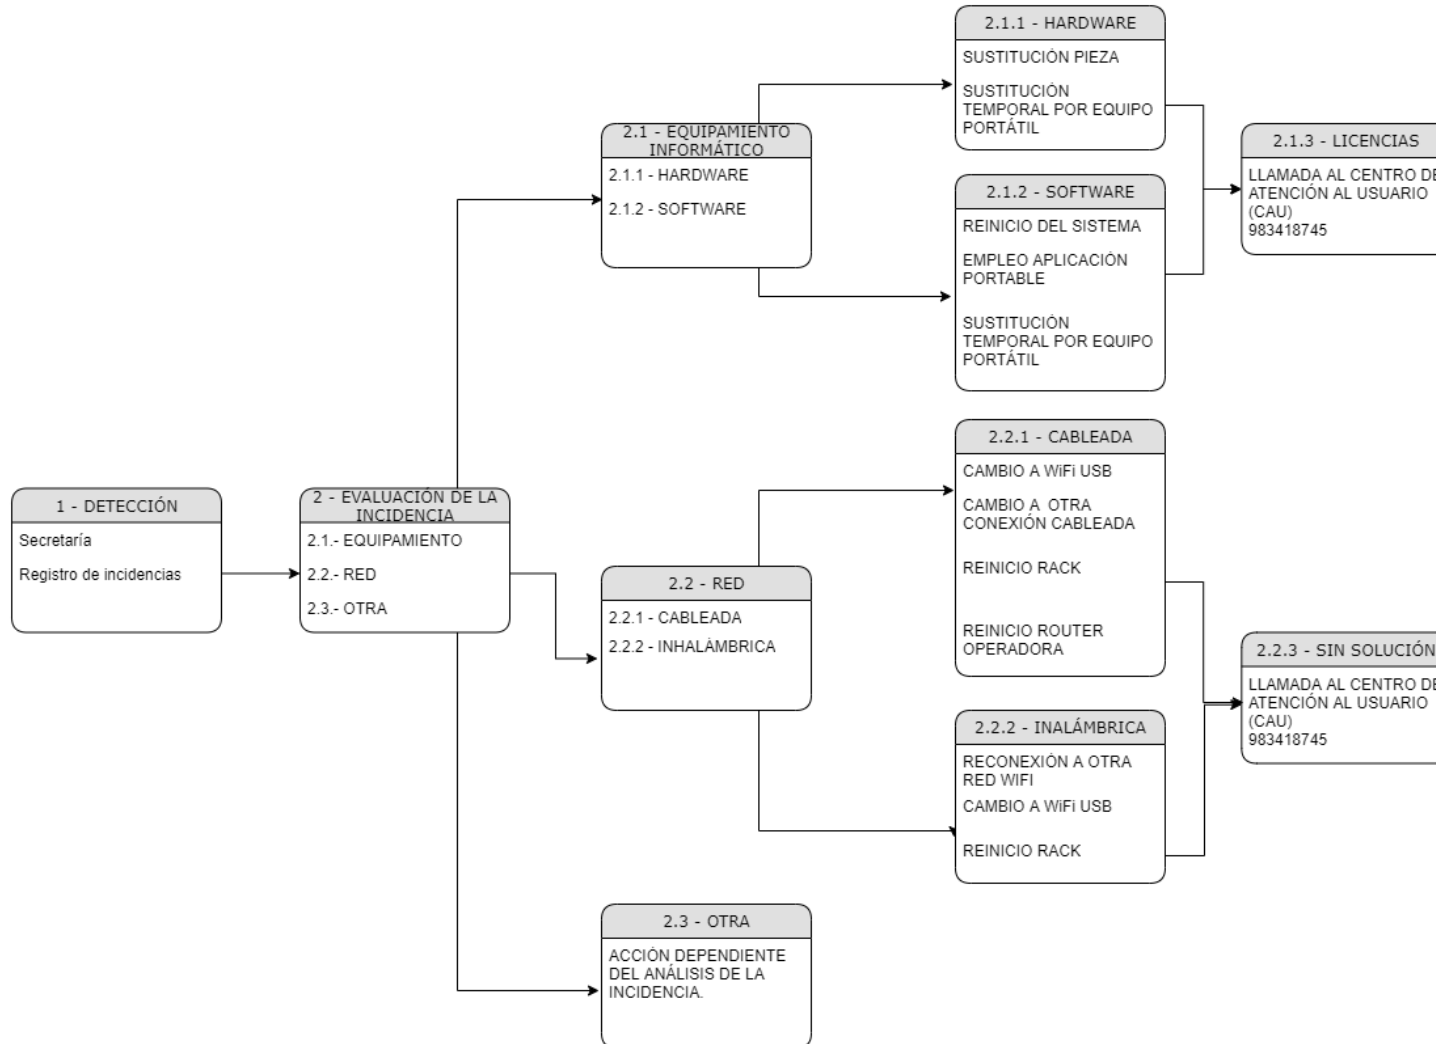 1 - DETECCIÓN
Secretaría
Registro de incidencias
2 - EVALUACIÓN DE LA
INCIDENCIA
2.1.- EQUIPAMIENTO
2.2.- RED
2.3.- OTRA
2.1 - EQUIPAMIENTO
INFORMÁTICO
2.1.1 - HARDWARE
2.1.2 - SOFTWARE
2.1.1 - HARDWARE
SUSTITUCIÓN PIEZA
SUSTITUCIÓN
TEMPORAL POR EQUIPO
PORTÁTIL
2.1.2 - SOFTWARE
REINICIO DEL SISTEMA
EMPLEO APLICACIÓN
PORTABLE
SUSTITUCIÓN
TEMPORAL POR EQUIPO
PORTÁTIL
2.1.3 - LICENCIAS
LLAMADA AL CENTRO DE
ATENCIÓN AL USUARIO
(CAU)
983418745
2.2 - RED
2.2.1 - CABLEADA
2.2.2 - INHALÁMBRICA
2.2.1 - CABLEADA
CAMBIO A WiFi USB
CAMBIO A OTRA
CONEXIÓN CABLEADA
REINICIO RACK
REINICIO ROUTER
OPERADORA
2.2.2 - INALÁMBRICA
RECONEXIÓN A OTRA
RED WIFI
CAMBIO A WiFi USB
REINICIO RACK
2.2.3 - SIN SOLUCIÓN
LLAMADA AL CENTRO DE
ATENCIÓN AL USUARIO
(CAU)
983418745
2.3 - OTRA
ACCIÓN DEPENDIENTE
DEL ANÁLISIS DE LA
INCIDENCIA.